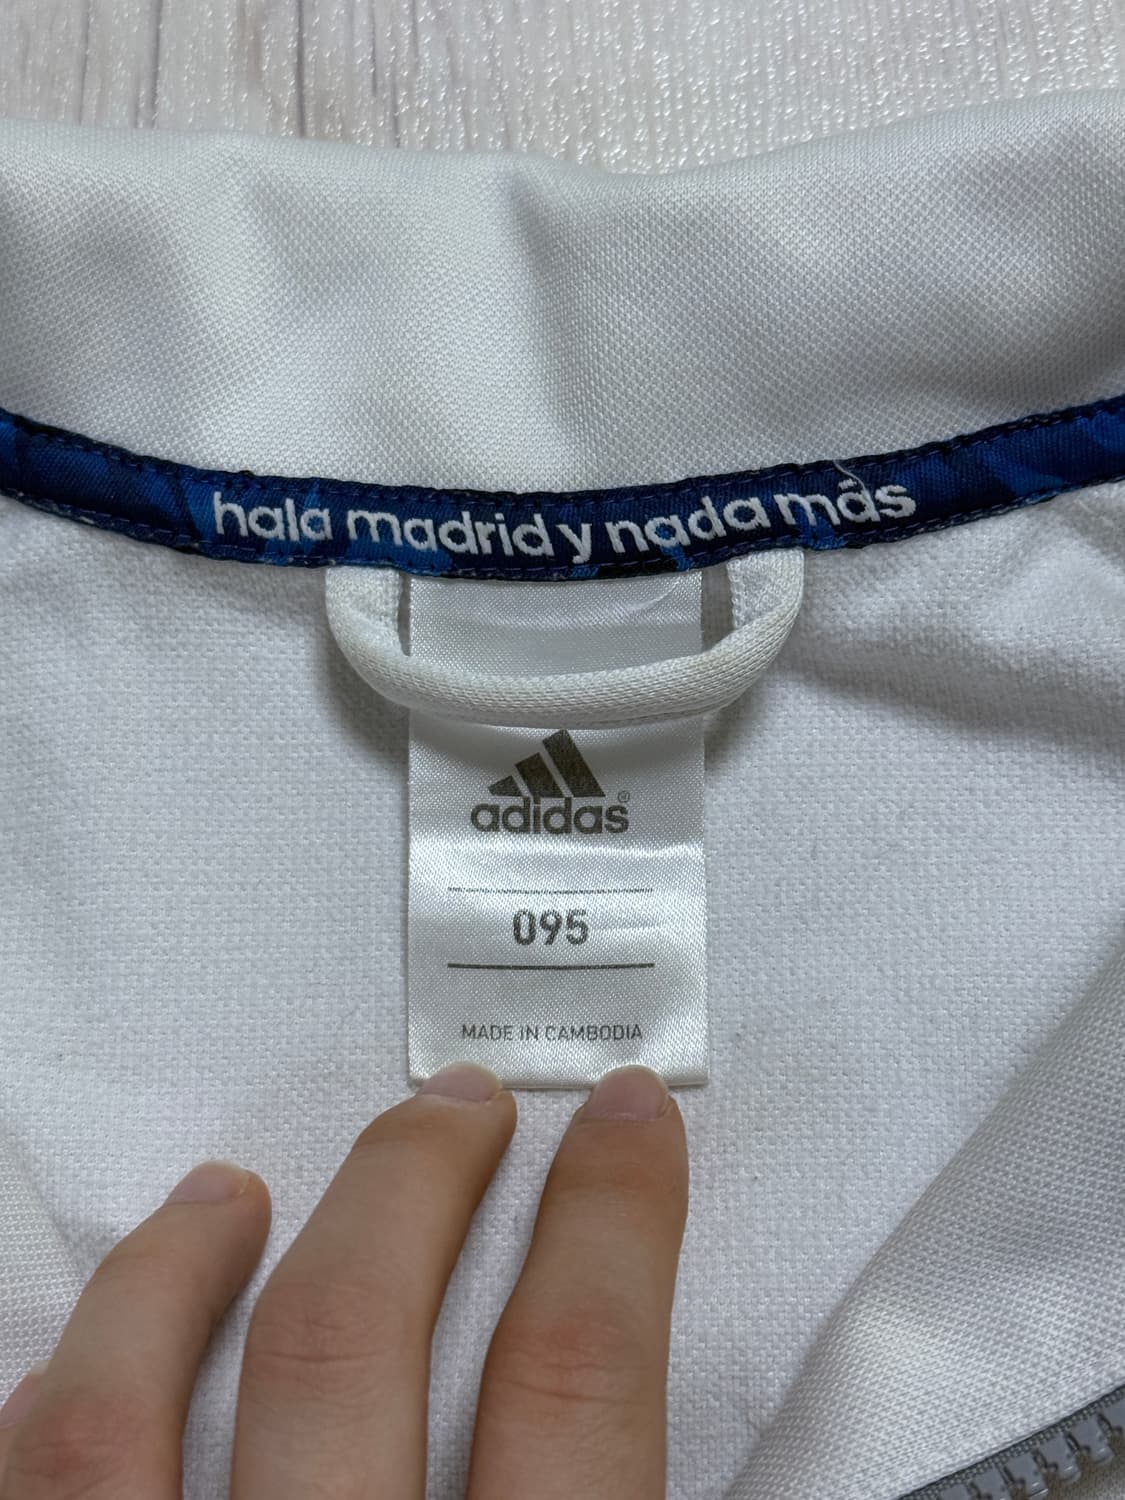 hala madrid y nada más
adidas®
095
MADE IN CAMBODIA